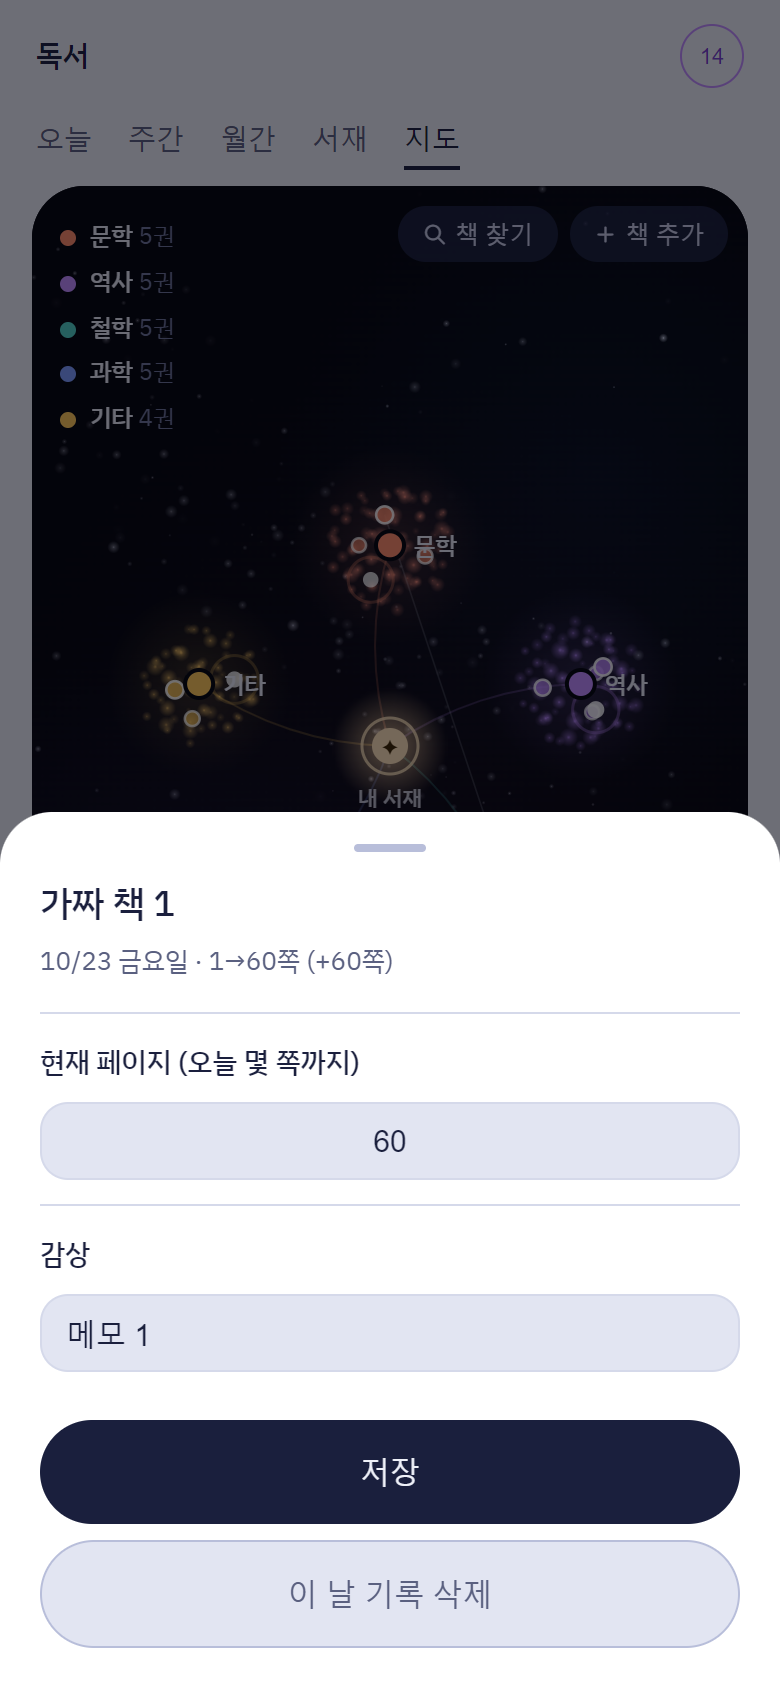 독서
14
오늘 주간 월간 서재 지도
문학 5권
책 찾기
책 추가
역사 5권
철학 5권
과학 5권
기타 4권
문학
기타
역사
내 서재
가짜 책 1
10/23 금요일 · 1→60쪽 (+60쪽)
현재 페이지 (오늘 몇 쪽까지)
60
감상
메모 1
저장
이 날 기록 삭제